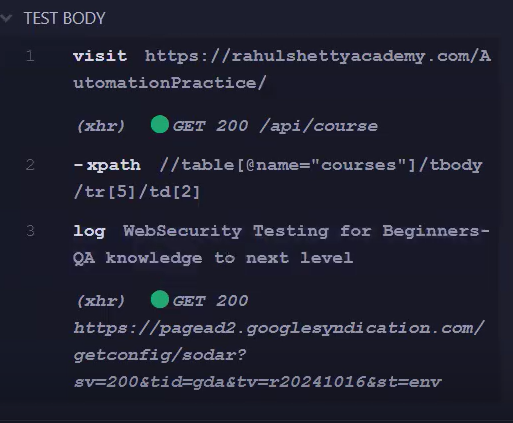 TEST BODY
1 visit https://rahulshettyacademy.com/A
utomationPractice/
(xhr) GET 200 /api/course
2 -xpath //table[@name="courses"]/tbody
/tr[5]/td[2]
3 log WebSecurity Testing for Beginners-
QA knowledge to next level
(xhr) GET 200
https://pagead2.googlesyndication.com/
getconfig/sodar?
sv=200&tid=gda&tv=r20241016&st=env